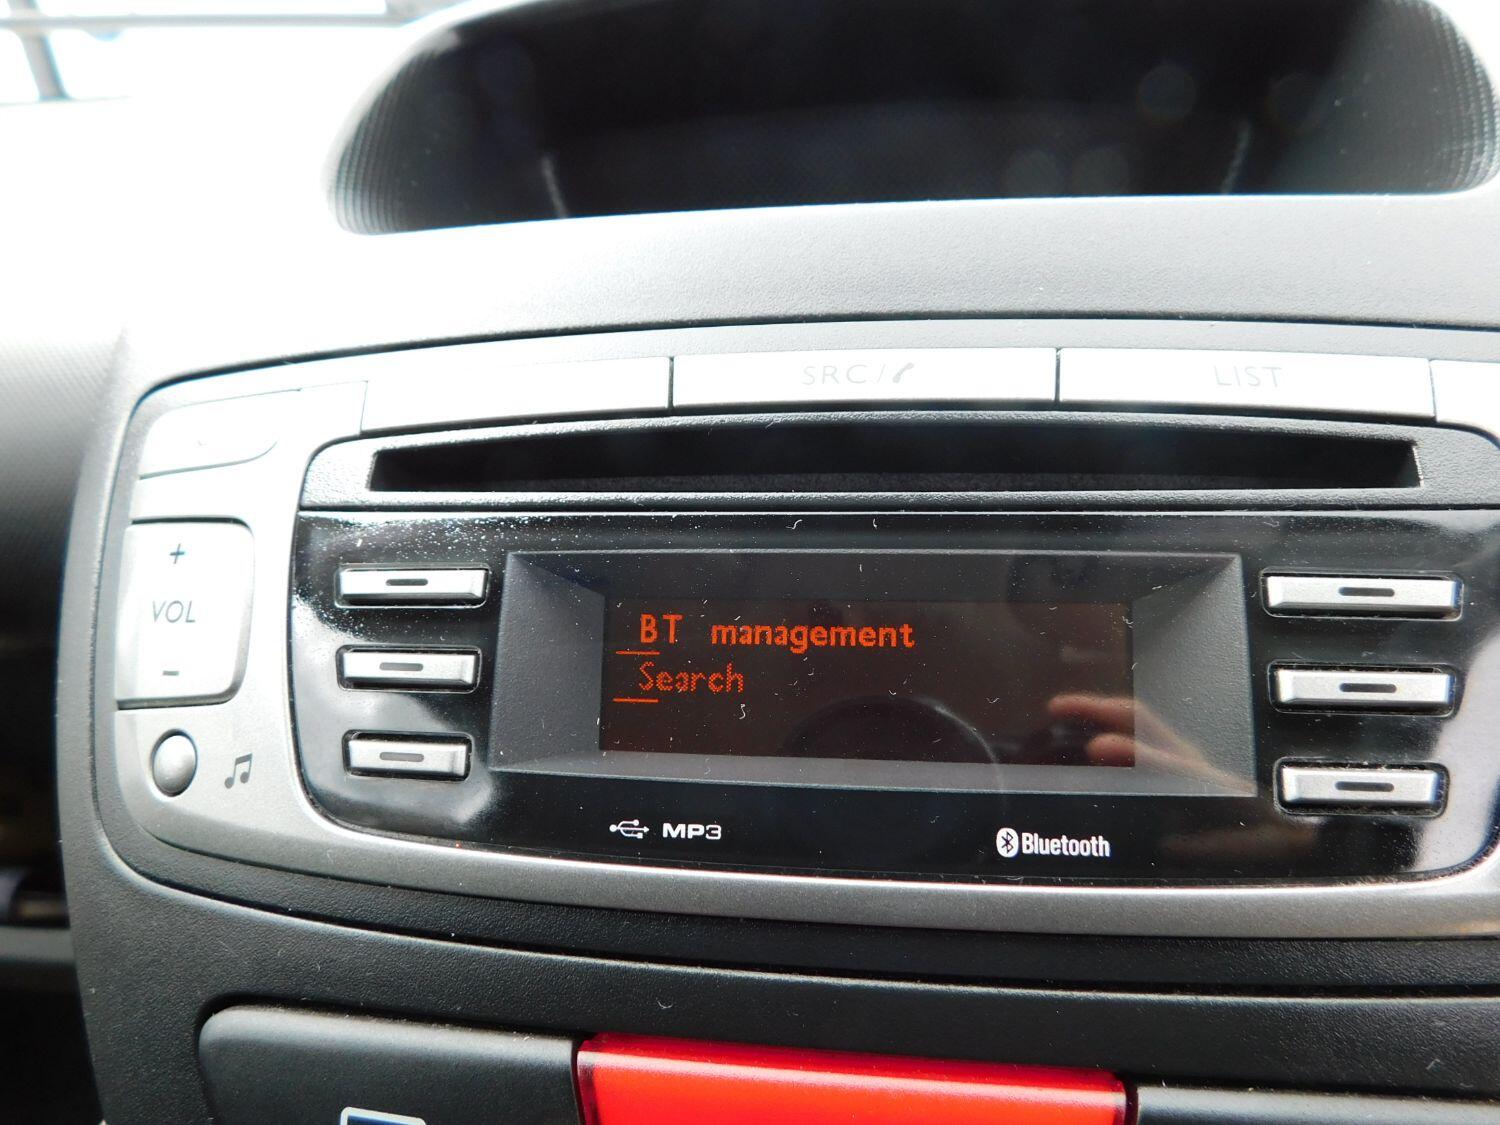 SRC/
LIST
+
VOL
-
BT management
Search
MP3
Bluetooth